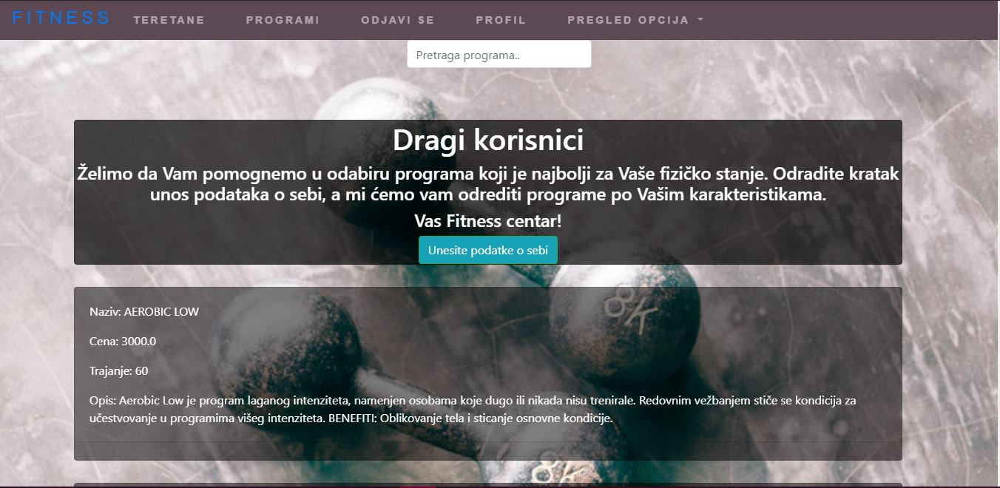 FITNESS TERETANE PROGRAMI ODJAVI SE PROFIL PREGLED OPCIJA
Pretraga programa..
Dragi korisnici
Želimo da Vam pomognemo u odabiru programa koji je najbolji za Vaše fizičko stanje. Odradite kratak
unos podataka o sebi, a mi ćemo vam odrediti programe po Vašim karakteristikama.
Vas Fitness centar!
Unesite podatke o sebi
Naziv: AEROBIC LOW
Cena: 3000.0
Trajanje: 60
Opis: Aerobic Low je program laganog intenziteta, namenjen osobama koje dugo ili nikada nisu trenirale. Redovnim vežbanjem stiče se kondicija za
učestvovanje u programima višeg intenziteta. BENEFITI: Oblikovanje tela i sticanje osnovne kondicije.
8K
8K